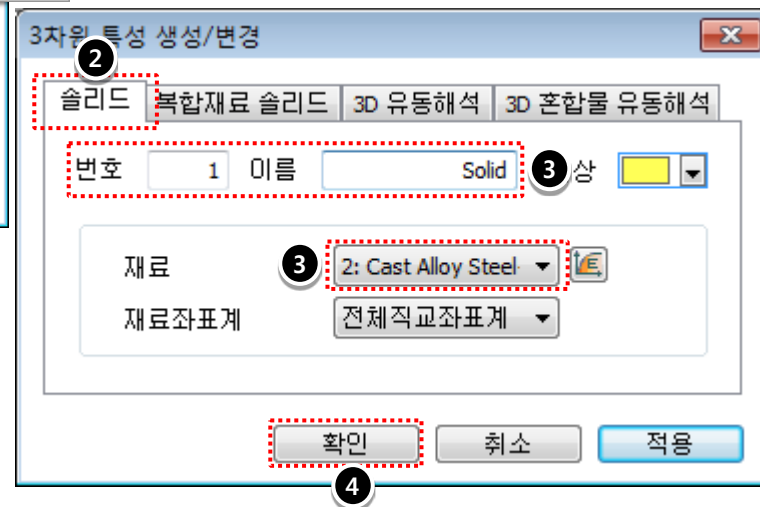 3차원 특성 생성/변경
2
솔리드 복합재료 솔리드 3D 유동해석 3D 혼합물 유동해석
번호 1 이름 Solid 3 상
재료 3 2: Cast Alloy Steel-
재료좌표계 전체직교좌표계
확인 취소 적용
4